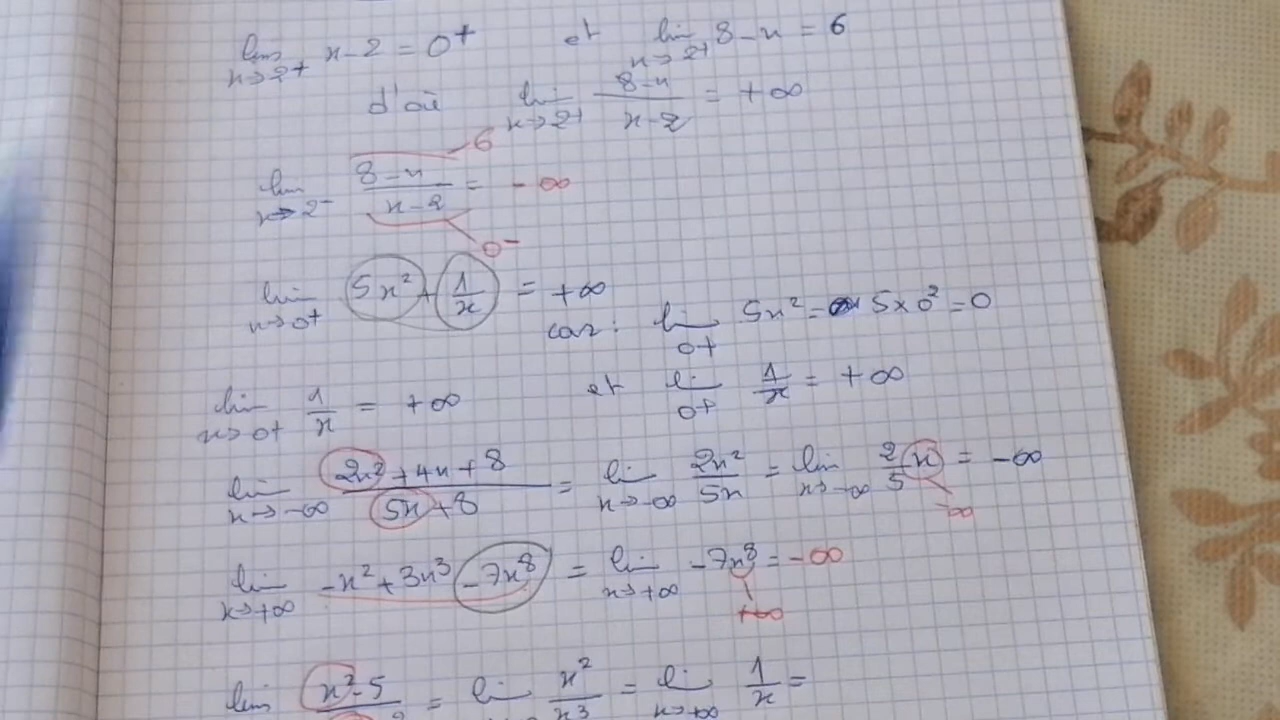 lim x→2+ x-2 = 0+ et lim x→2+ 8-x = 6
d'où lim x→2+ (8-x)/(x-2) = +∞
6
lim x→2- (8-x)/(x-2) = -∞
0-
lim x→0+ 5x² + 1/x = +∞
car : lim 0+ 5x² = 5×0² = 0
lim x→0+ 1/x = +∞ et lim 0+ 1/x = +∞
lim x→-∞ (2x²+4x+8)/(5x+8) = lim x→-∞ 2x²/5x = lim x→-∞ 2/5 x = -∞
-∞
lim x→+∞ -x²+3x³-7x⁸ = lim x→+∞ -7x⁸ = -∞
+∞
lim x²-5 = lim x²/x³ = lim x→+∞ 1/x =